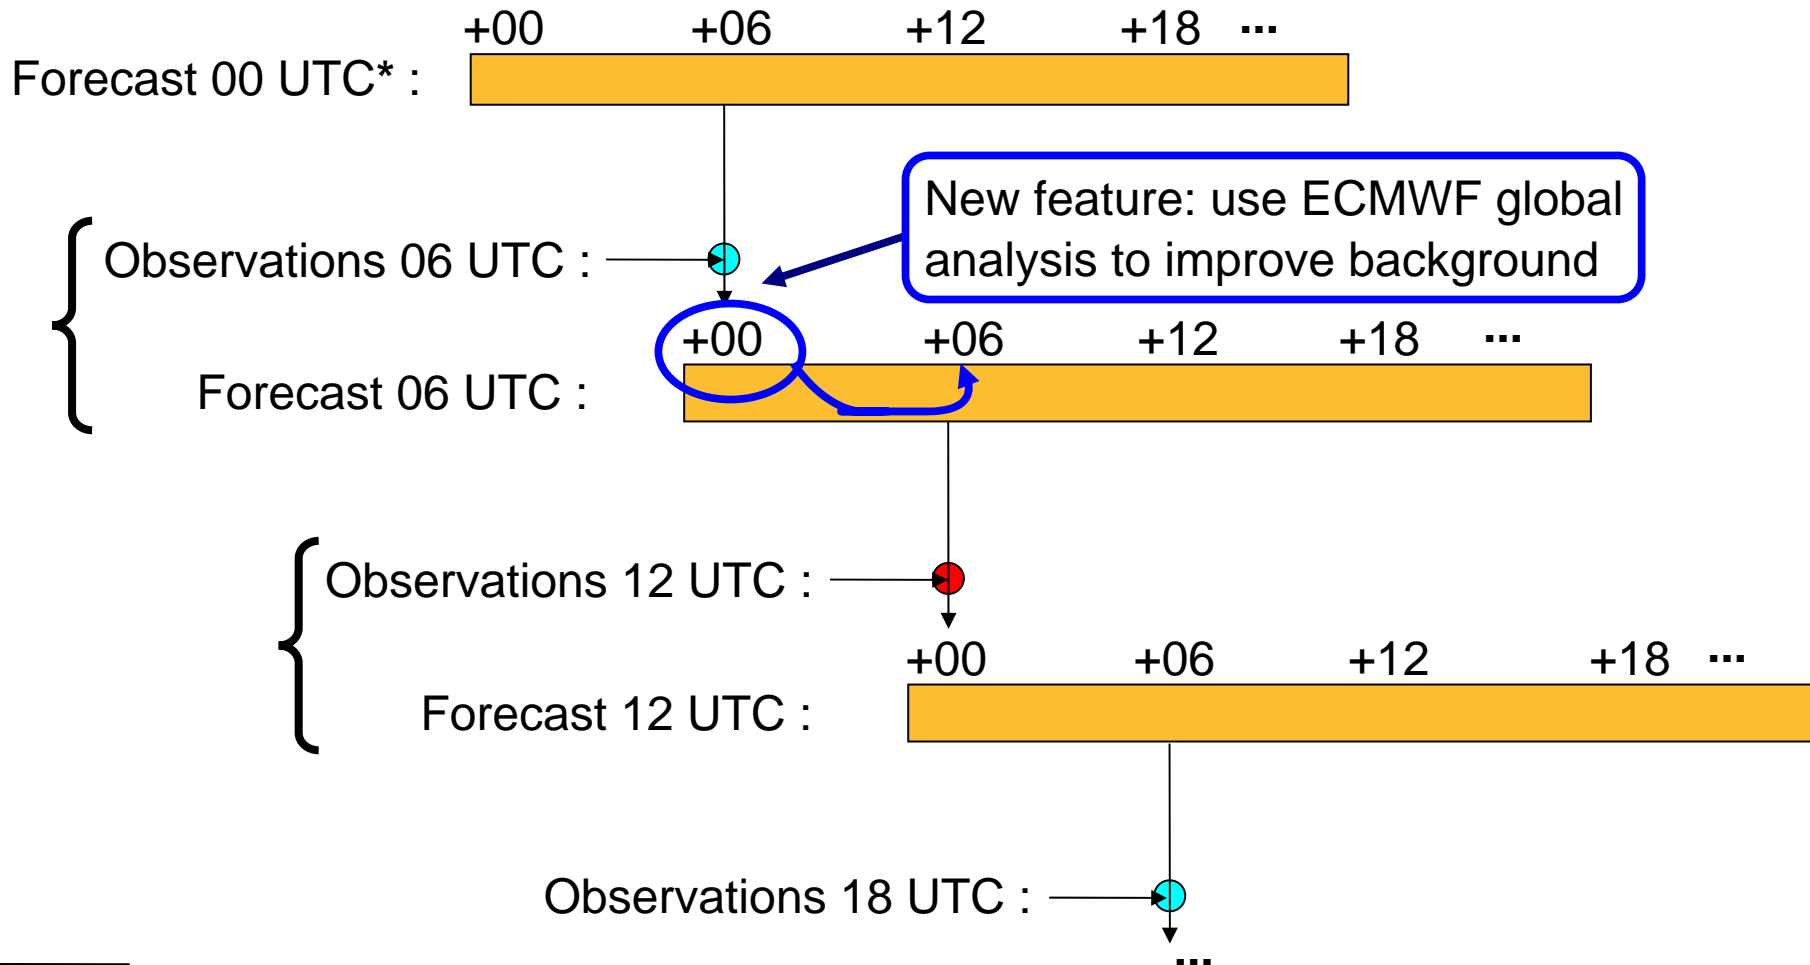 +00 +06 +12 +18 ...
Forecast 00 UTC* :
New feature: use ECMWF global
analysis to improve background
Observations 06 UTC :
+00 +06 +12 +18 ...
Forecast 06 UTC :
Observations 12 UTC :
+00 +06 +12 +18 ...
Forecast 12 UTC :
Observations 18 UTC :
...